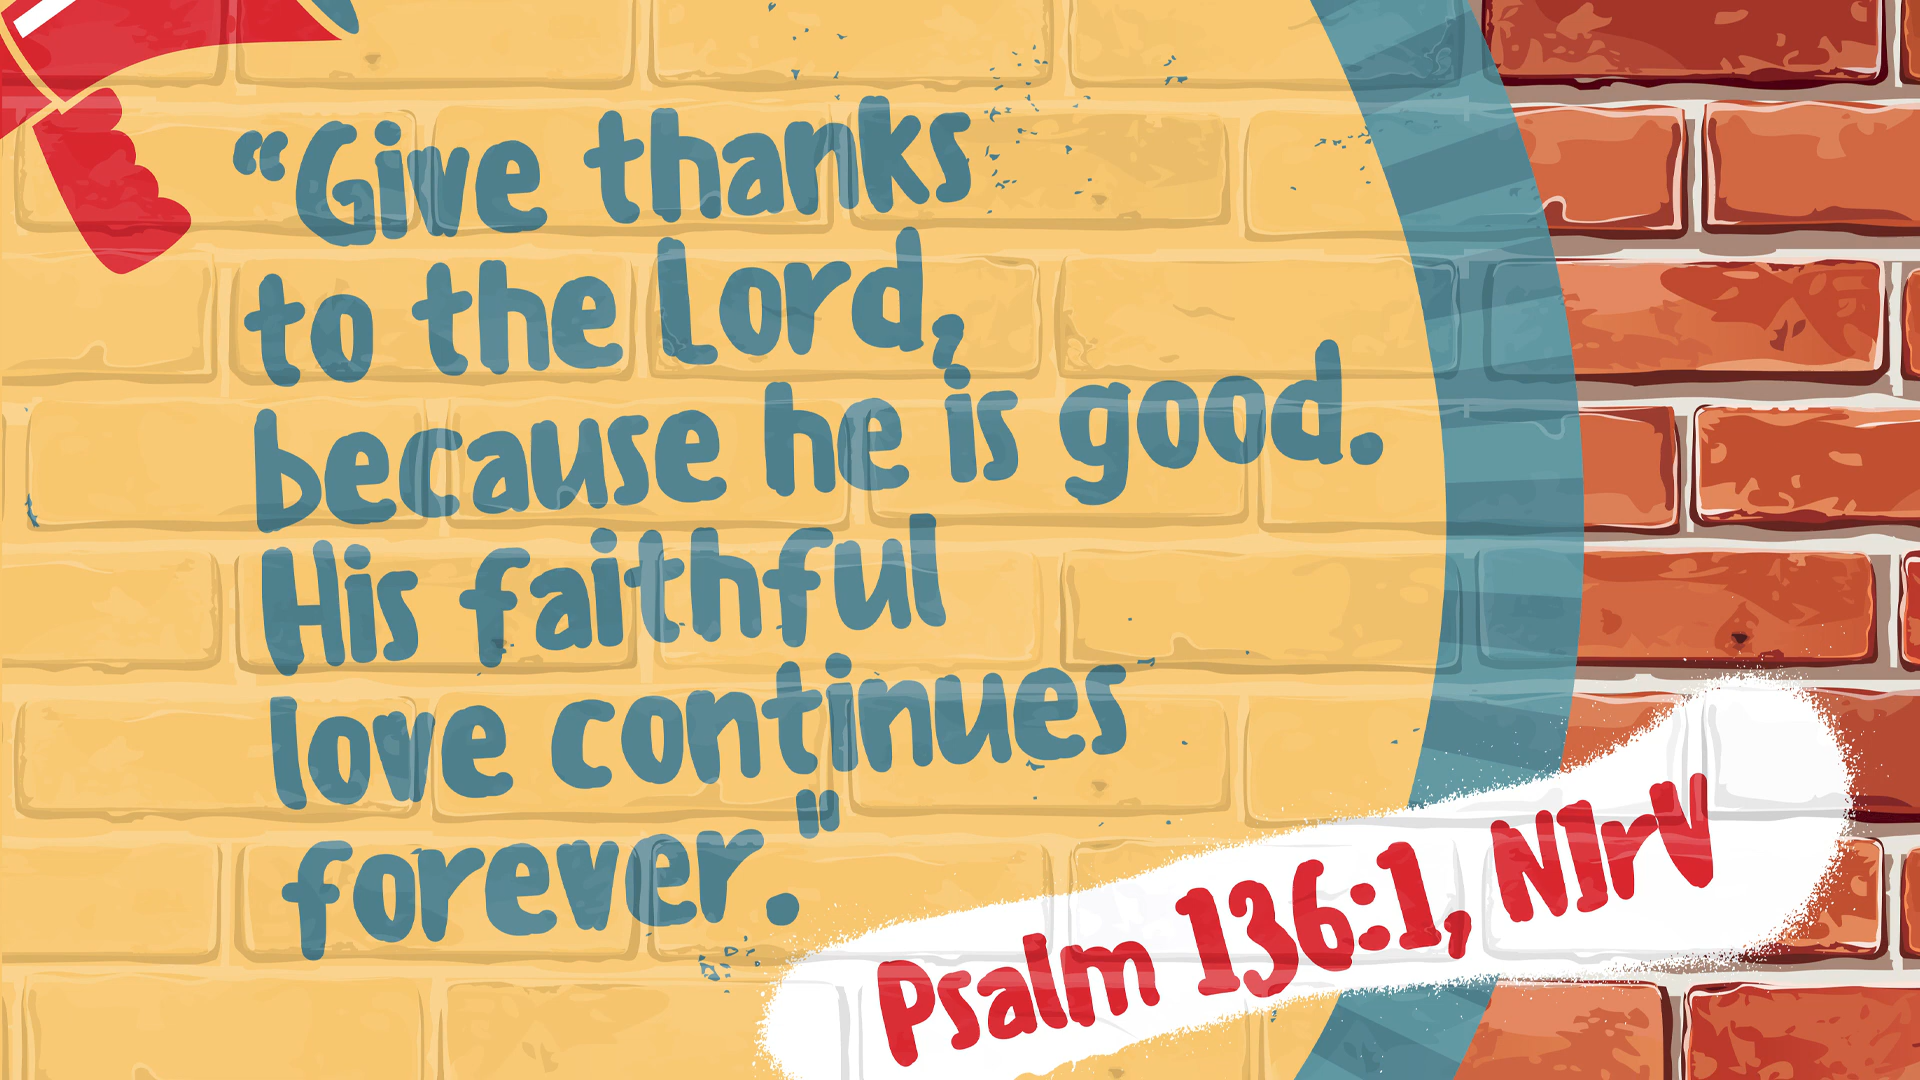 “Give thanks
to the Lord,
because he is good.
His faithful
love continues
forever."
Psalm 136:1, NIrV